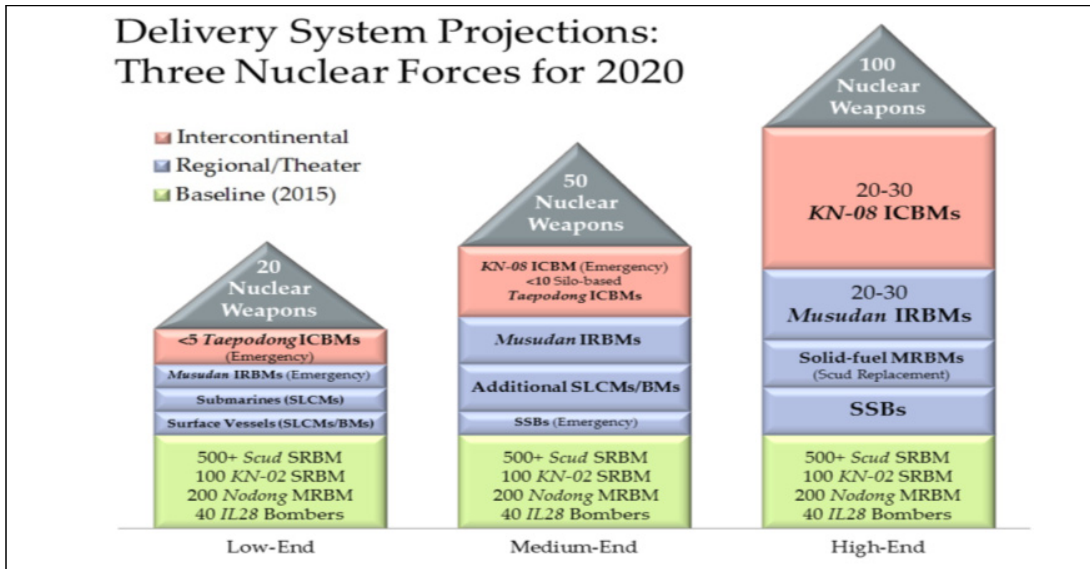 Delivery System Projections:
Three Nuclear Forces for 2020
Intercontinental
Regional/Theater
Baseline (2015)
20
Nuclear
Weapons
<5 Taepodong ICBMs
(Emergency)
Musudan IRBMs (Emergency)
Submarines (SLCMs)
Surface Vessels (SLCMs/BMs)
500+ Scud SRBM
100 KN-02 SRBM
200 Nodong MRBM
40 IL28 Bombers
Low-End
50
Nuclear
Weapons
KN-08 ICBM (Emergency)
<10 Silo-based
Taepodong ICBMs
Musudan IRBMs
Additional SLCMs/BMs
SSBs (Emergency)
500+ Scud SRBM
100 KN-02 SRBM
200 Nodong MRBM
40 IL28 Bombers
Medium-End
100
Nuclear
Weapons
20-30
KN-08 ICBMs
20-30
Musudan IRBMs
Solid-fuel MRBMs
(Scud Replacement)
SSBs
500+ Scud SRBM
100 KN-02 SRBM
200 Nodong MRBM
40 IL28 Bombers
High-End